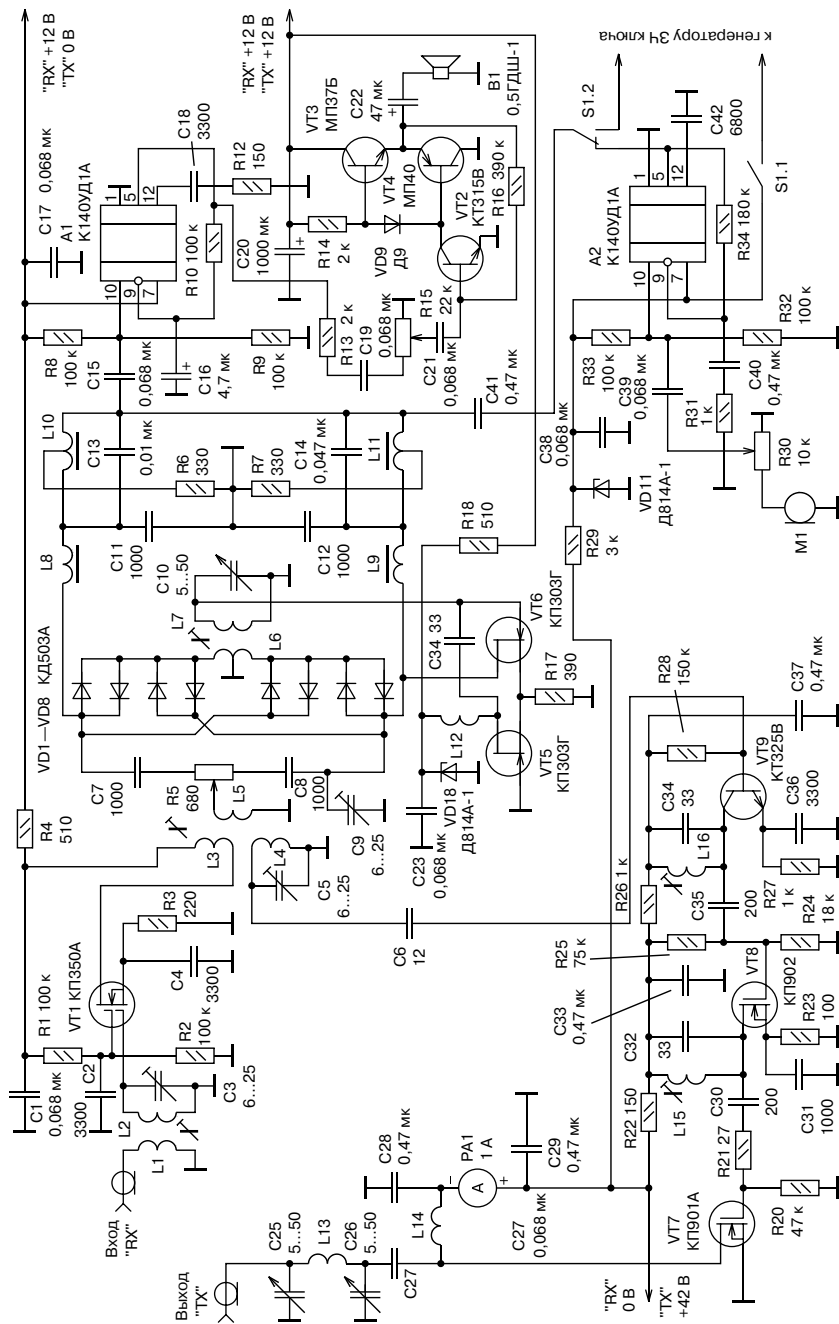 "RX" +12 В
"TX" 0 В
C17 0,068 мк
A1
К140УД1А
1
5
12
10
9
7
C18
3300
R12
150
R10 100 к
R8
100 к
C15
0,068 мк
C16
4,7 мк
R9
100 к
"RX" +12 В
"TX" +12 В
C20
1000 мк
VT3
МП37Б
C22
47 мк
B1
0,5ГДШ-1
R14
2 к
VT4
МП40
VD9
Д9
VT2
КТ315В
R16 390 к
R13 2 к
C19
0,068 мк
R15
22 к
C21
0,068 мк
C41
0,47 мк
к генератору ЗЧ ключа
S1.2
S1.1
C42
6800
A2
К140УД1А
1
5
12
10
9
7
R34 180 к
R33
100 к
C39
0,068 мк
R32
100 к
C40
0,47 мк
R31
1 к
R30
10 к
M1
C38
0,068 мк
VD11
Д814А-1
R29
3 к
L10
C13
0,01 мк
R6
330
R7
330
C14
0,047 мк
L11
L8
C11
1000
C12
1000
L9
C10
5...50
L7
L6
R18
510
VD1—VD8 КД503А
C34 33
VT6
КП303Г
R17
390
L12
VT5
КП303Г
VD18
Д814А-1
C23
0,068 мк
R4
510
C7
1000
R5
680
L5
C8
1000
C9
6...25
L3
L4
C5
6...25
C6
12
R1 100 к
VT1 КП350А
R3
220
C4
3300
R2
100 к
C1
0,068 мк
C2
3300
C3
6...25
L2
L1
Вход
"RX"
R28
150 к
C37
0,47 мк
VT9
КТ325В
C34
33
C36
3300
L16
R27
1 к
R26 1 к
C35
200
R24
18 к
R25
75 к
VT8
КП902
C33
0,47 мк
R23
100
C32
33
C31
1000
L15
C30
200
R22 150
R21 27
VT7
КП901А
R20
47 к
C28
0,47 мк
PA1
1 А
A
-
+
C29
0,47 мк
C27
0,068 мк
L14
C25
5...50
L13
C26
5...50
C27
Выход
"TX"
"RX"
0 В
"TX"
+42 В